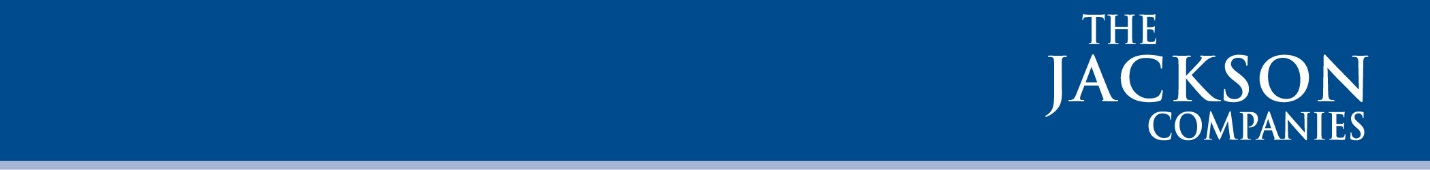 THE
JACKSON
COMPANIES